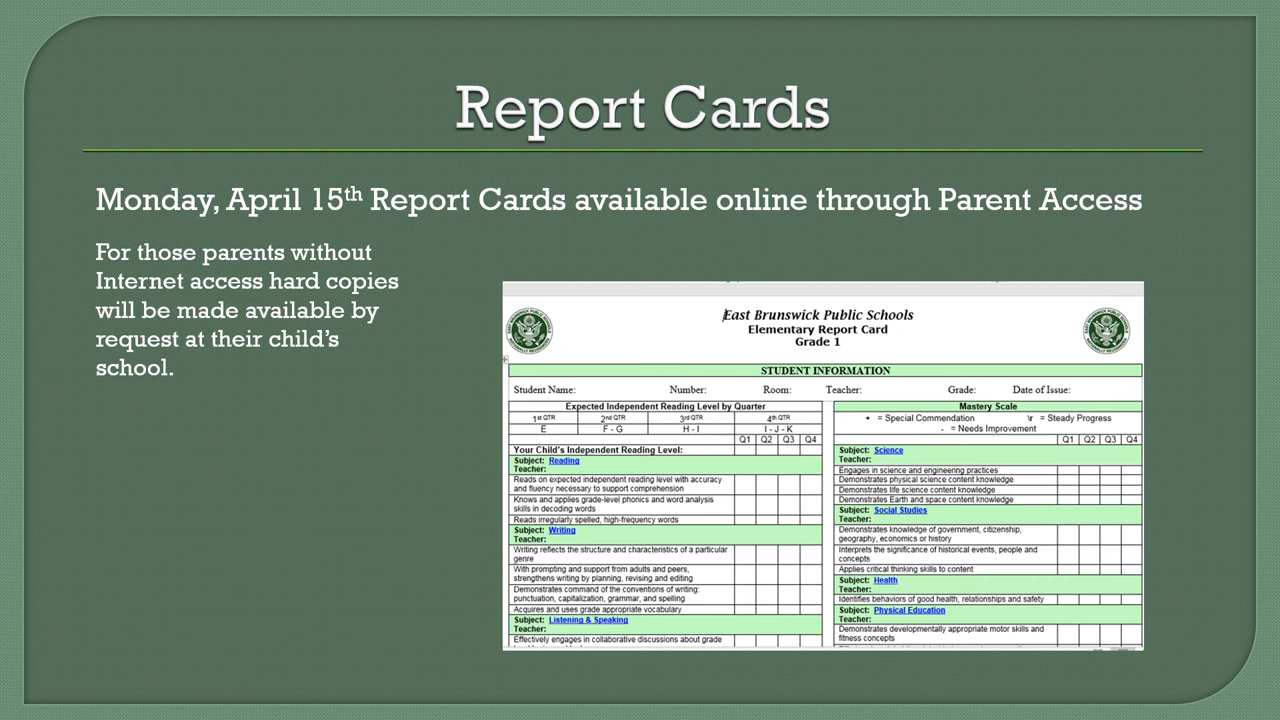 Report Cards
Monday, April 15th Report Cards available online through Parent Access
For those parents without
Internet access hard copies
will be made available by
request at their child's
school.
East Brunswick Public Schools
Elementary Report Card
Grade 1
STUDENT INFORMATION
Student Name: Number: Room: Teacher: Grade: Date of Issue:
Expected Independent Reading Level by Quarter
1st QTR 2nd QTR 3rd QTR 4th QTR
E F - G H - I I - J - K
Q1 Q2 Q3 Q4
Your Child's Independent Reading Level:
Subject: Reading
Teacher:
Reads on expected independent reading level with accuracy
and fluency necessary to support comprehension
Knows and applies grade-level phonics and word analysis
skills in decoding words
Reads irregularly spelled, high-frequency words
Subject: Writing
Teacher:
Writing reflects the structure and characteristics of a particular
genre
With prompting and support from adults and peers,
strengthens writing by planning, revising and editing
Demonstrates command of the conventions of writing:
punctuation, capitalization, grammar, and spelling
Acquires and uses grade appropriate vocabulary
Subject: Listening & Speaking
Teacher:
Effectively engages in collaborative discussions about grade
Mastery Scale
+ = Special Commendation √ = Steady Progress
- = Needs Improvement
Q1 Q2 Q3 Q4
Subject: Science
Teacher:
Engages in science and engineering practices
Demonstrates physical science content knowledge
Demonstrates life science content knowledge
Demonstrates Earth and space content knowledge
Subject: Social Studies
Teacher:
Demonstrates knowledge of government, citizenship,
geography, economics or history
Interprets the significance of historical events, people and
concepts
Applies critical thinking skills to content
Subject: Health
Teacher:
Identifies behaviors of good health, relationships and safety
Subject: Physical Education
Teacher:
Demonstrates developmentally appropriate motor skills and
fitness concepts